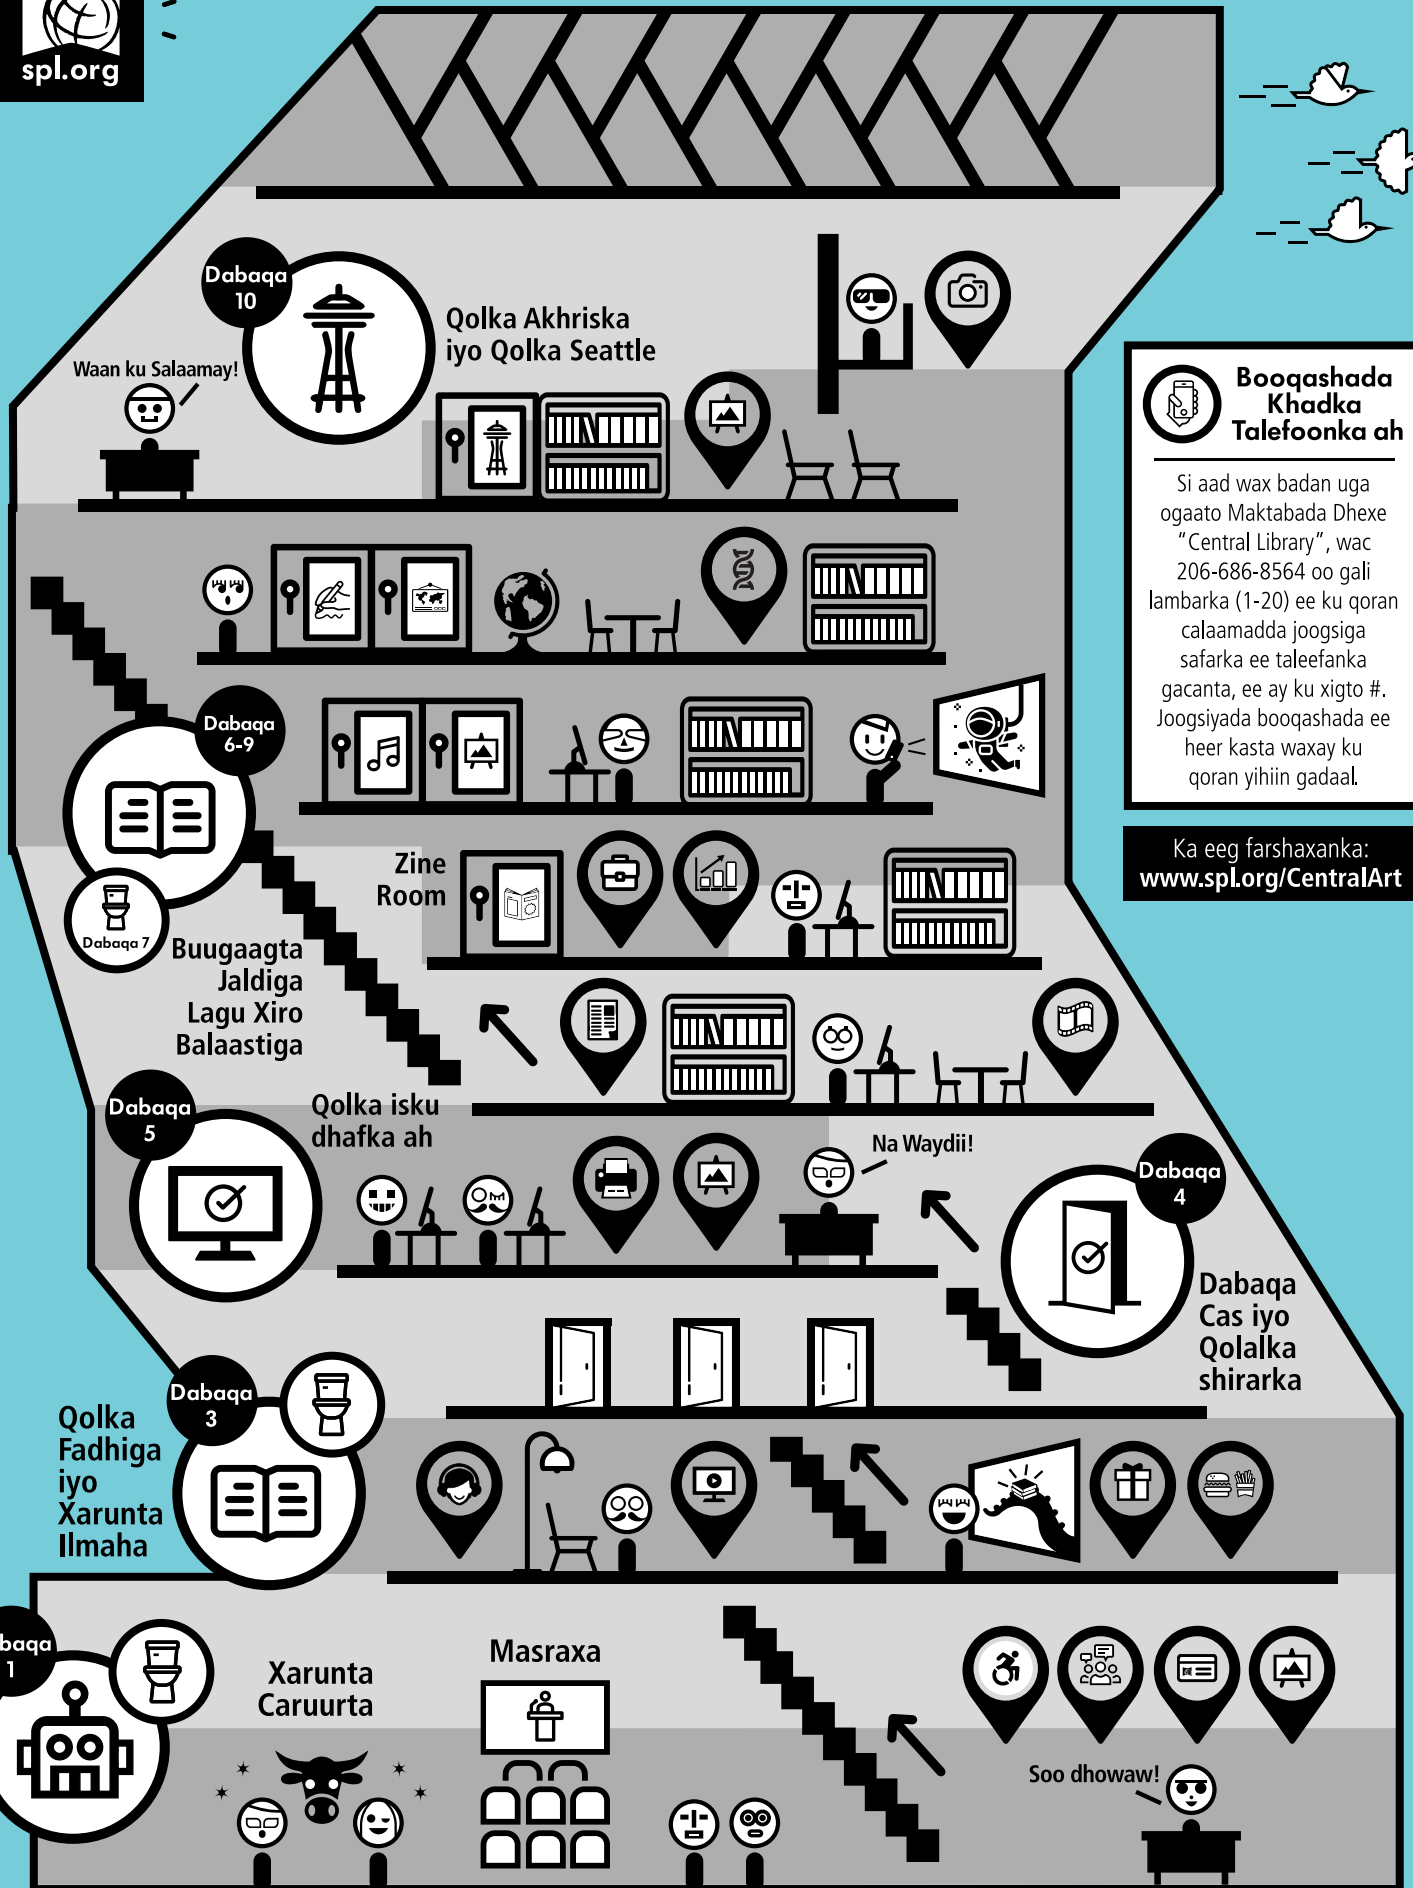 spl.org
Dabaqa
10
Qolka Akhriska
iyo Qolka Seattle
Waan ku Salaamay!
Booqashada
Khadka
Talefoonka ah
Si aad wax badan uga
ogaato Maktabada Dhexe
“Central Library”, wac
206-686-8564 oo gali
lambarka (1-20) ee ku qoran
calaamadda joogsiga
safarka ee taleefanka
gacanta, ee ay ku xigto #.
Joogsiyada booqashada ee
heer kasta waxay ku
qoran yihiin gadaal.
Ka eeg farshaxanka:
www.spl.org/CentralArt
Dabaqa
6-9
Dabaqa 7
Zine
Room
Buugaagta
Jaldiga
Lagu Xiro
Balaastiga
Dabaqa
5
Qolka isku
dhafka ah
Na Waydii!
Dabaqa
4
Dabaqa
Cas iyo
Qolalka
shirarka
Dabaqa
3
Qolka
Fadhiga
iyo
Xarunta
Ilmaha
baqa
1
Xarunta
Caruurta
Masraxa
Soo dhowaw!